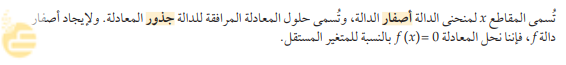 تُسمى المقاطع x لمنحنى الدالة أصفار الدالة، وتُسمى حلول المعادلة المرافقة للدالة جذور المعادلة. ولإيجاد أصفار
دالة f، فإننا نحل المعادلة f (x)= 0 بالنسبة للمتغير المستقل.